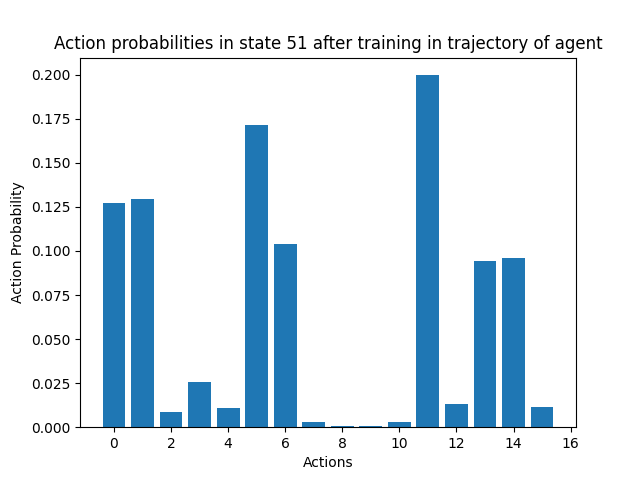 Action probabilities in state 51 after training in trajectory of agent
0.200
0.175
0.150
0.125
0.100
0.075
0.050
0.025
0.000
Action Probability
0 2 4 6 8 10 12 14 16
Actions